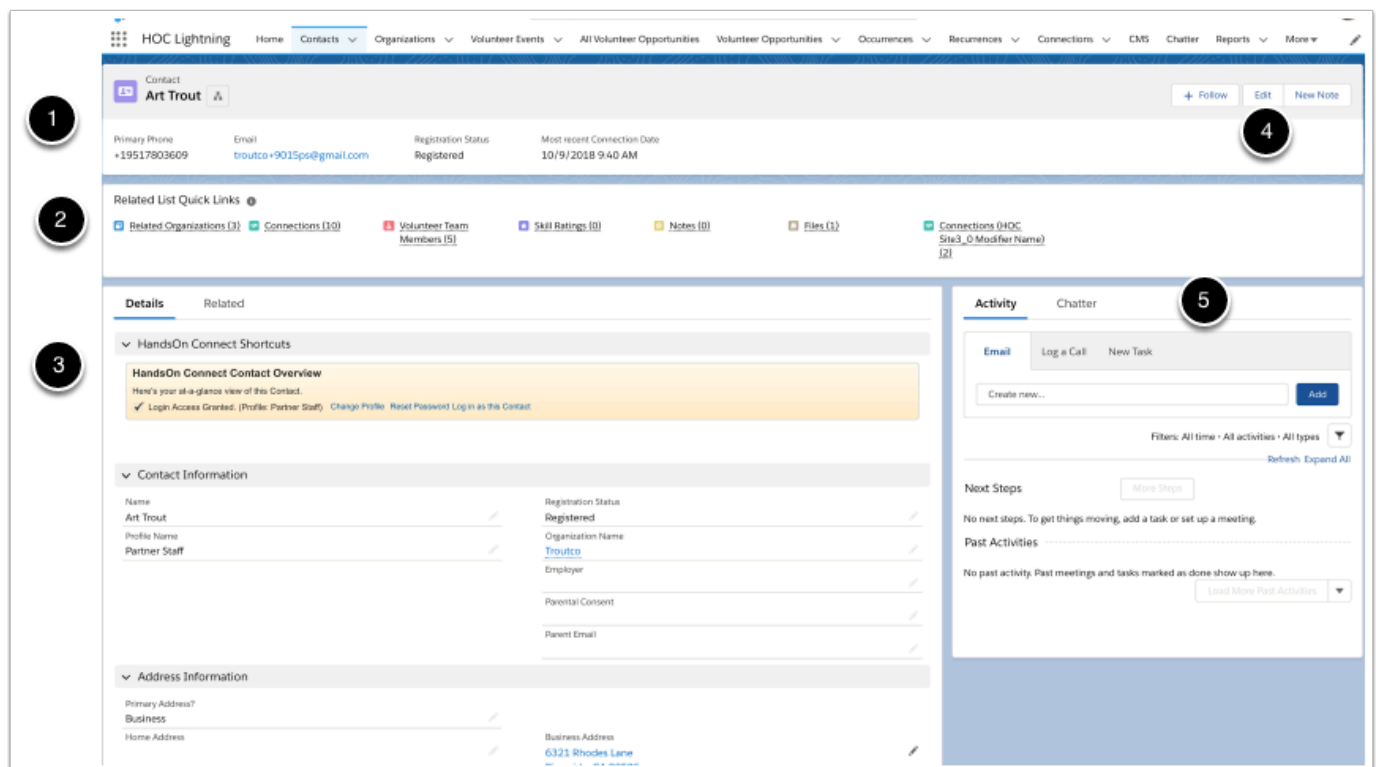 HOC Lightning Home Contacts Organizations Volunteer Events All Volunteer Opportunities Volunteer Opportunities Occurrences Recurrences Connections CMS Chatter Reports More
Contact
Art Trout
+ Follow Edit New Note
1
4
Primary Phone Email Registration Status Most recent Connection Date
+19517803609 troutco+9015ps@gmail.com Registered 10/9/2018 9:40 AM
Related List Quick Links
2
Related Organizations (3) Connections (10) Volunteer Team Skill Ratings (0) Notes (0) Files (1) Connections (HOC
Members (5) Site3_0 Modifier Name)
(2)
Details Related
Activity Chatter
5
3
HandsOn Connect Shortcuts
HandsOn Connect Contact Overview
Here's your at-a-glance view of this Contact.
Login Access Granted. (Profile: Partner Staff) Change Profile Reset Password Log in as this Contact
Email Log a Call New Task
Create new... Add
Filters: All time • All activities • All types
Refresh Expand All
Contact Information
Name Registration Status
Art Trout Registered
Profile Name Organization Name
Partner Staff Troutco
Employer
Parental Consent
Parent Email
Next Steps More Steps
No next steps. To get things moving, add a task or set up a meeting.
Past Activities
No past activity. Past meetings and tasks marked as done show up here.
Load More Past Activities
Address Information
Primary Address?
Business
Home Address Business Address
6321 Rhodes Lane